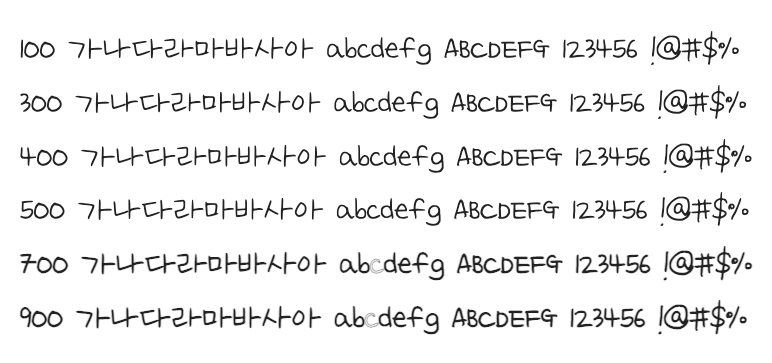 100 가나다라마바사아 abcdefg ABCDEFG 123456 !@#$%
300 가나다라마바사아 abcdefg ABCDEFG 123456 !@#$%
400 가나다라마바사아 abcdefg ABCDEFG 123456 !@#$%
500 가나다라마바사아 abcdefg ABCDEFG 123456 !@#$%
700 가나다라마바사아 abcdefg ABCDEFG 123456 !@#$%
900 가나다라마바사아 abcdefg ABCDEFG 123456 !@#$%